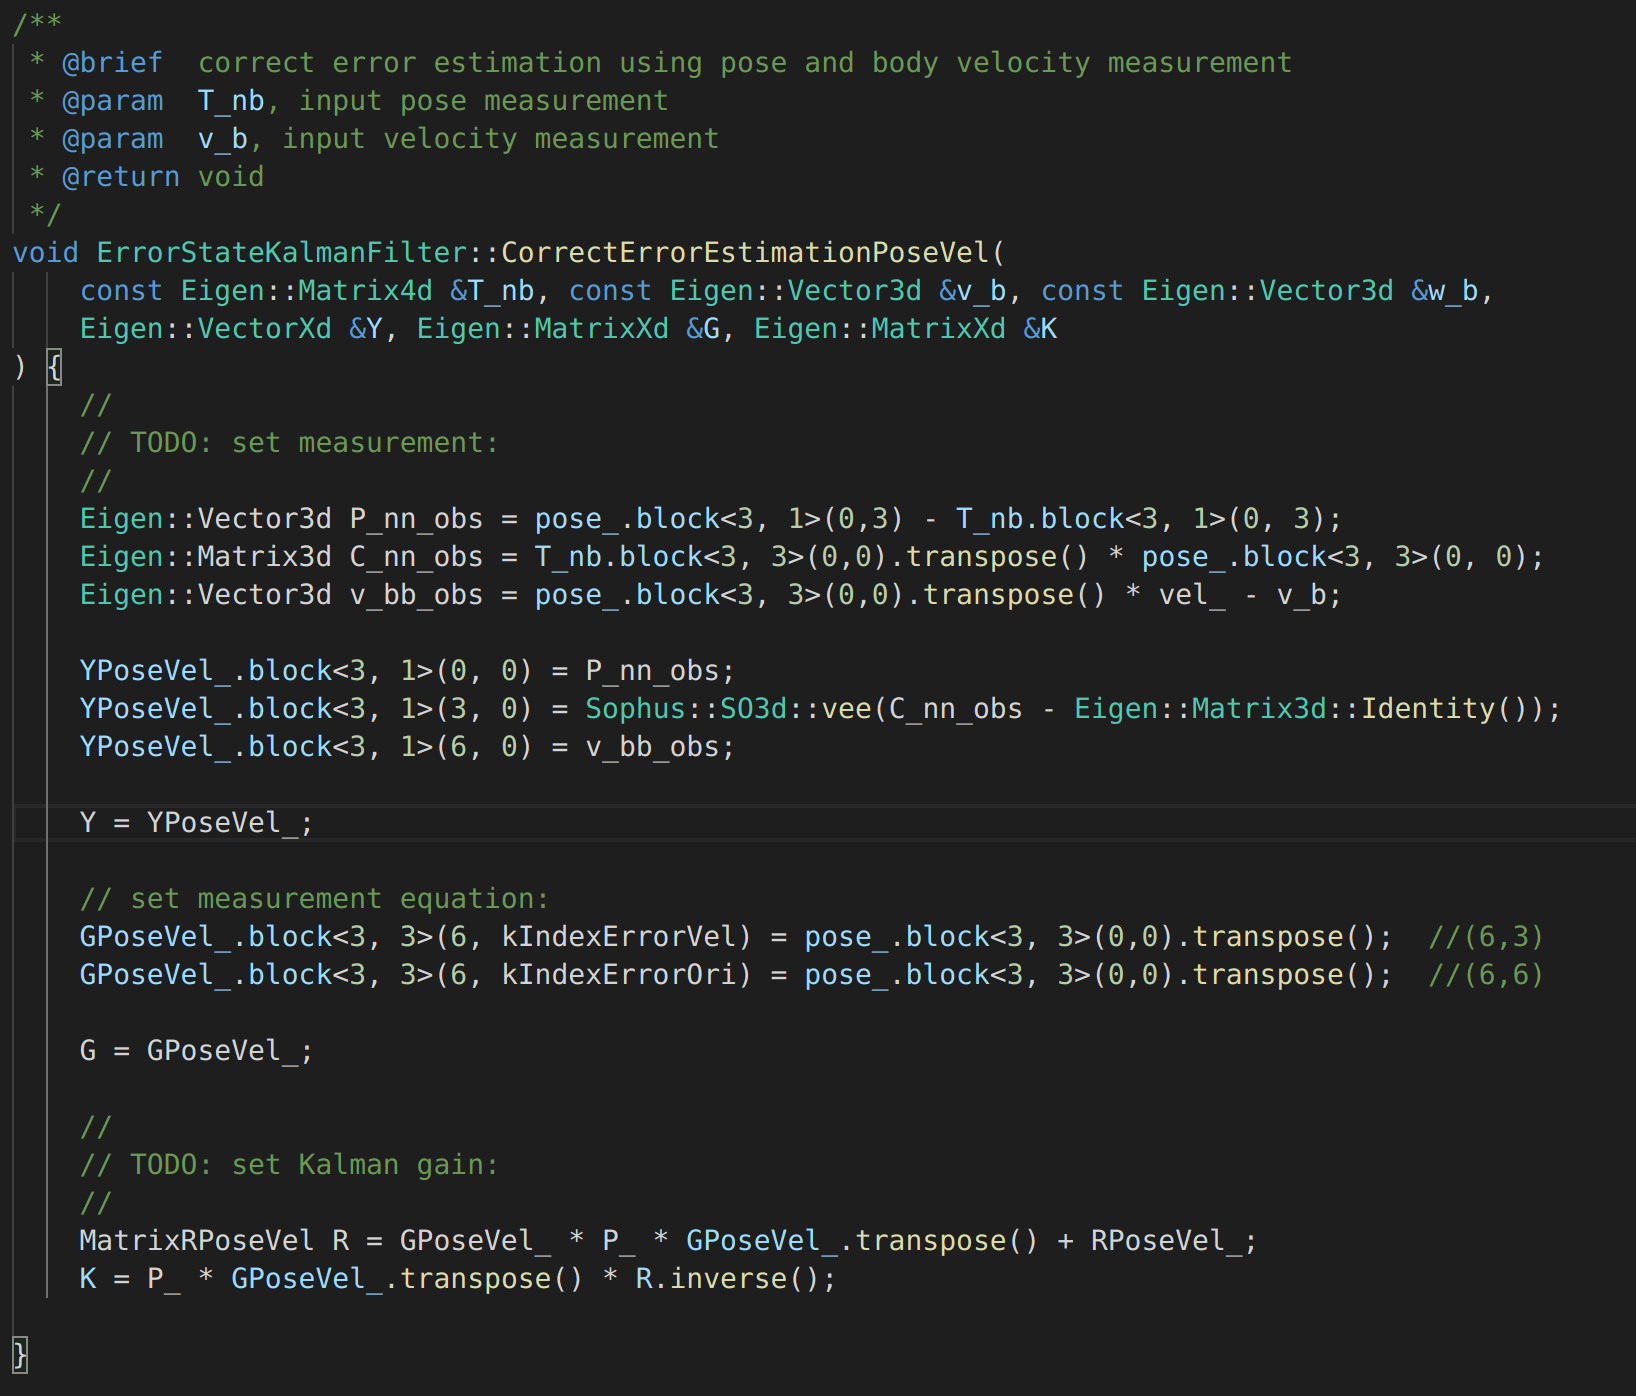 /**
 * @brief  correct error estimation using pose and body velocity measurement
 * @param  T_nb, input pose measurement
 * @param  v_b, input velocity measurement
 * @return void
 */
void ErrorStateKalmanFilter::CorrectErrorEstimationPoseVel(
    const Eigen::Matrix4d &T_nb, const Eigen::Vector3d &v_b, const Eigen::Vector3d &w_b,
    Eigen::VectorXd &Y, Eigen::MatrixXd &G, Eigen::MatrixXd &K
) {
    //
    // TODO: set measurement:
    //
    Eigen::Vector3d P_nn_obs = pose_.block<3, 1>(0,3) - T_nb.block<3, 1>(0, 3);
    Eigen::Matrix3d C_nn_obs = T_nb.block<3, 3>(0,0).transpose() * pose_.block<3, 3>(0, 0);
    Eigen::Vector3d v_bb_obs = pose_.block<3, 3>(0,0).transpose() * vel_ - v_b;

    YPoseVel_.block<3, 1>(0, 0) = P_nn_obs;
    YPoseVel_.block<3, 1>(3, 0) = Sophus::SO3d::vee(C_nn_obs - Eigen::Matrix3d::Identity());
    YPoseVel_.block<3, 1>(6, 0) = v_bb_obs;

    Y = YPoseVel_;

    // set measurement equation:
    GPoseVel_.block<3, 3>(6, kIndexErrorVel) = pose_.block<3, 3>(0,0).transpose();  //(6,3)
    GPoseVel_.block<3, 3>(6, kIndexErrorOri) = pose_.block<3, 3>(0,0).transpose();  //(6,6)

    G = GPoseVel_;

    //
    // TODO: set Kalman gain:
    //
    MatrixRPoseVel R = GPoseVel_ * P_ * GPoseVel_.transpose() + RPoseVel_;
    K = P_ * GPoseVel_.transpose() * R.inverse();

}